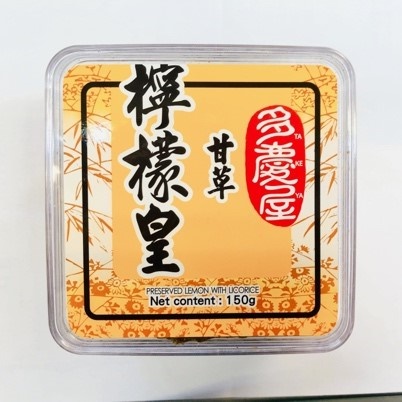 檸檬皇
甘草
多慶屋
TA
KE
YA
PRESERVED LEMON WITH LICORICE
Net content : 150g